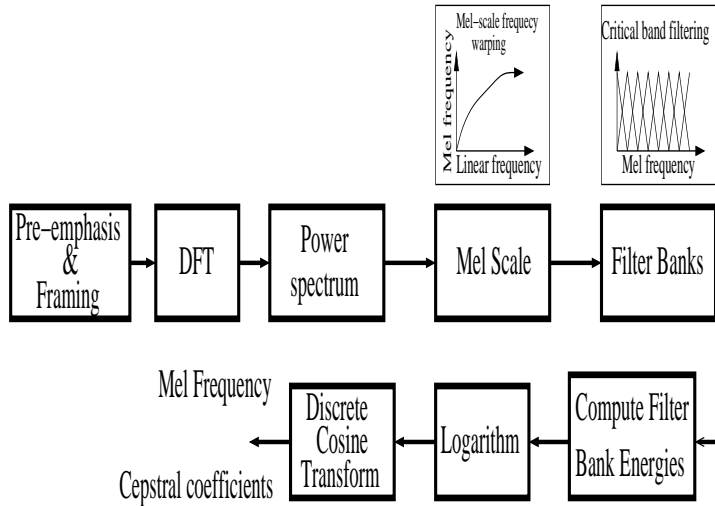 Mel-scale frequecy
warping
Mel frequency
Linear frequency
Critical band filtering
Mel frequency
Pre-emphasis
&
Framing
DFT
Power
spectrum
Mel Scale
Filter Banks
Mel Frequency
Cepstral coefficients
Discrete
Cosine
Transform
Logarithm
Compute Filter
Bank Energies